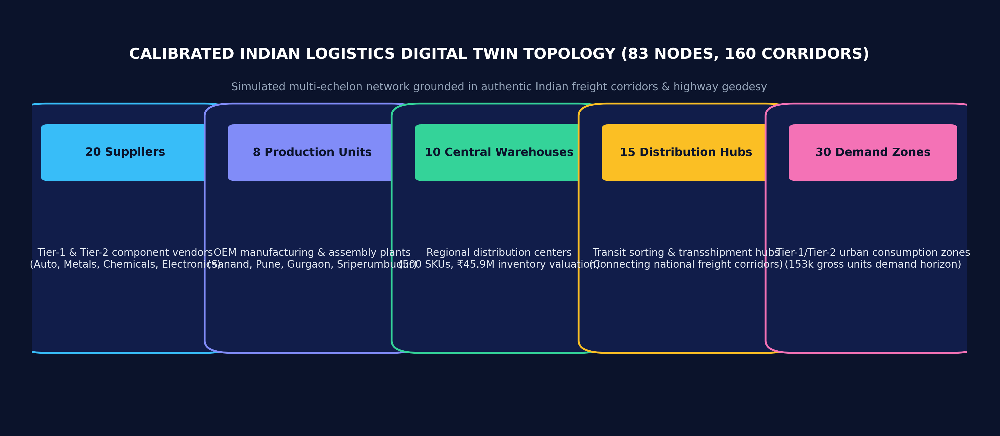 CALIBRATED INDIAN LOGISTICS DIGITAL TWIN TOPOLOGY (83 NODES, 160 CORRIDORS)
Simulated multi-echelon network grounded in authentic Indian freight corridors & highway geodesy
20 Suppliers
Tier-1 & Tier-2 component vendors
(Auto, Metals, Chemicals, Electronics)
8 Production Units
OEM manufacturing & assembly plants
(Sanand, Pune, Gurgaon, Sriperumbudur)
10 Central Warehouses
Regional distribution centers
(500 SKUs, ₹45.9M inventory valuation)
15 Distribution Hubs
Transit sorting & transshipment hubs
(Connecting national freight corridors)
30 Demand Zones
Tier-1/Tier-2 urban consumption zones
(153k gross units demand horizon)